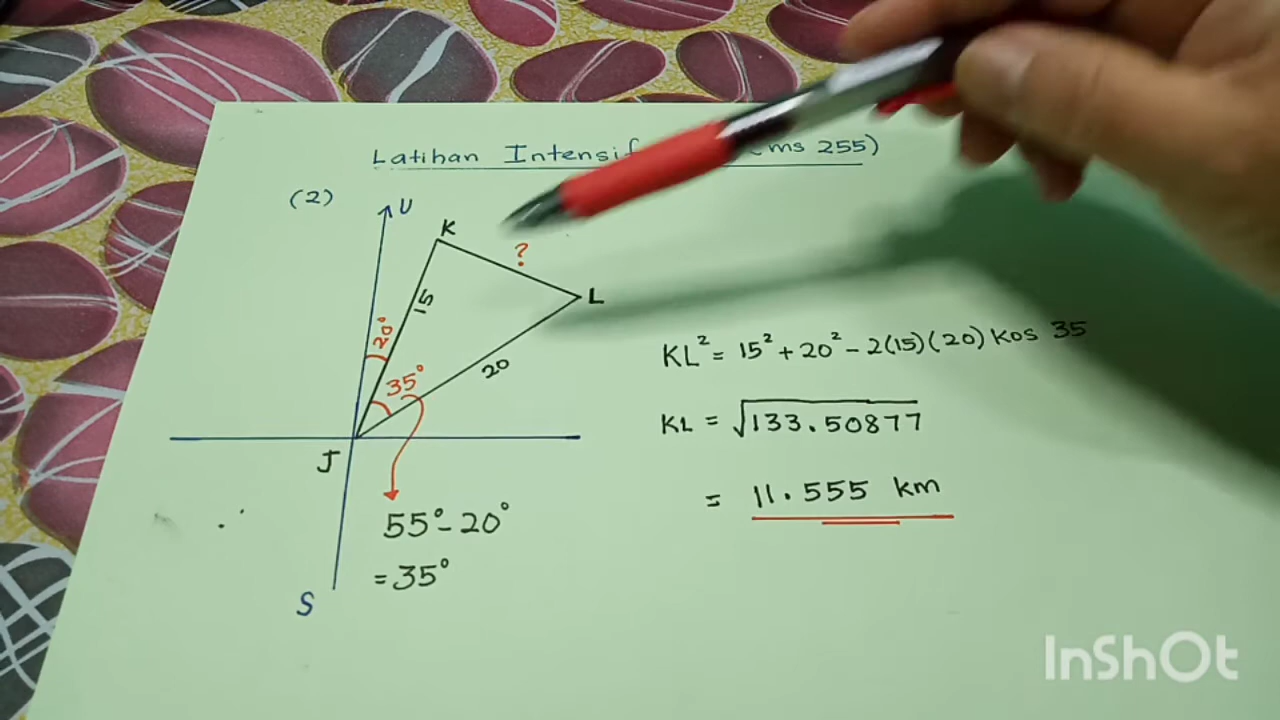 Latihan (ms 255)
(2)
U
K
?
L
15
20°
35°
20
J
55° - 20°
= 35°
S
KL² = 15² + 20² - 2(15)(20) Kos 35
KL = √133.50877
= 11.555 km
InShOt